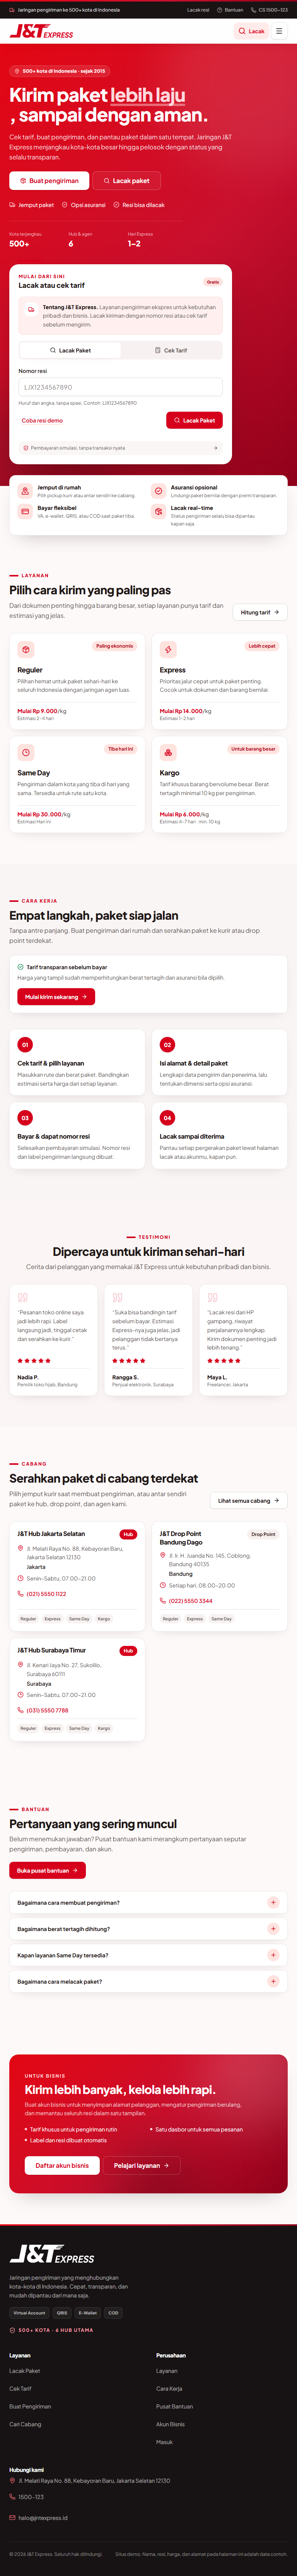 Jaringan pengiriman ke 500+ kota di Indonesia
Lacak resi
Bantuan
CS 1500-123
J&T EXPRESS
Lacak
500+ kota di Indonesia · sejak 2015
Kirim paket lebih laju
, sampai dengan aman.
Cek tarif, buat pengiriman, dan pantau paket dalam satu tempat. Jaringan J&T
Express menjangkau kota-kota besar hingga pelosok dengan status yang
selalu transparan.
Buat pengiriman
Lacak paket
Jemput paket
Opsi asuransi
Resi bisa dilacak
Kota terjangkau
500+
Hub & agen
6
Hari Express
1–2
MULAI DARI SINI
Lacak atau cek tarif
Gratis
Tentang J&T Express. Layanan pengiriman ekspres untuk kebutuhan
pribadi dan bisnis. Lacak kiriman dengan nomor resi atau cek tarif
sebelum mengirim.
Lacak Paket
Cek Tarif
Nomor resi
LJX1234567890
Huruf dan angka, tanpa spasi. Contoh: LJX1234567890
Coba resi demo
Lacak Paket
Pembayaran simulasi, tanpa transaksi nyata
Jemput di rumah
Pilih pickup kurir atau antar sendiri ke cabang.
Asuransi opsional
Lindungi paket bernilai dengan premi transparan.
Bayar fleksibel
VA, e-wallet, QRIS, atau COD saat paket tiba.
Lacak real-time
Status pengiriman selalu bisa dipantau
kapan saja.
LAYANAN
Pilih cara kirim yang paling pas
Dari dokumen penting hingga barang besar, setiap layanan punya tarif dan
estimasi yang jelas.
Hitung tarif
Paling ekonomis
Reguler
Pilihan hemat untuk paket sehari-hari ke
seluruh Indonesia dengan jaringan agen luas.
Mulai Rp 9.000/kg
Estimasi 2-4 hari
Lebih cepat
Express
Prioritas jalur cepat untuk paket penting.
Cocok untuk dokumen dan barang bernilai.
Mulai Rp 14.000/kg
Estimasi 1-2 hari
Tiba hari ini
Same Day
Pengiriman dalam kota yang tiba di hari yang
sama. Tersedia untuk rute satu kota.
Mulai Rp 30.000/kg
Estimasi Hari ini
Untuk barang besar
Kargo
Tarif khusus barang bervolume besar. Berat
tertagih minimal 10 kg per pengiriman.
Mulai Rp 6.000/kg
Estimasi 4-7 hari · min. 10 kg
CARA KERJA
Empat langkah, paket siap jalan
Tanpa antre panjang. Buat pengiriman dari rumah dan serahkan paket ke kurir atau drop
point terdekat.
Tarif transparan sebelum bayar
Harga yang tampil sudah memperhitungkan berat tertagih dan asuransi bila dipilih.
Mulai kirim sekarang
01
Cek tarif & pilih layanan
Masukkan rute dan berat paket. Bandingkan
estimasi serta harga dari setiap layanan.
02
Isi alamat & detail paket
Lengkapi data pengirim dan penerima, lalu
tentukan dimensi serta opsi asuransi.
03
Bayar & dapat nomor resi
Selesaikan pembayaran simulasi. Nomor resi
dan label pengiriman langsung dibuat.
04
Lacak sampai diterima
Pantau setiap pergerakan paket lewat halaman
lacak atau akunmu, kapan pun.
TESTIMONI
Dipercaya untuk kiriman sehari-hari
Cerita dari pelanggan yang memakai J&T Express untuk kebutuhan pribadi dan bisnis.
“Pesanan toko online saya
jadi lebih rapi. Label
langsung jadi, tinggal cetak
dan serahkan ke kurir.”
Nadia P.
Pemilik toko hijab, Bandung
“Suka bisa bandingin tarif
sebelum bayar. Estimasi
Express-nya juga jelas, jadi
pelanggan tidak bertanya
terus.”
Rangga S.
Penjual elektronik, Surabaya
“Lacak resi dari HP
gampang, riwayat
perjalanannya lengkap.
Kirim dokumen penting jadi
lebih tenang.”
Maya L.
Freelancer, Jakarta
CABANG
Serahkan paket di cabang terdekat
Pilih jemput kurir saat membuat pengiriman, atau antar sendiri
paket ke hub, drop point, dan agen kami.
Lihat semua cabang
J&T Hub Jakarta Selatan
Hub
Jl. Melati Raya No. 88, Kebayoran Baru,
Jakarta Selatan 12130
Jakarta
Senin–Sabtu, 07.00–21.00
(021) 5550 1122
Reguler
Express
Same Day
Kargo
J&T Drop Point
Bandung Dago
Drop Point
Jl. Ir. H. Juanda No. 145, Coblong,
Bandung 40135
Bandung
Setiap hari, 08.00–20.00
(022) 5550 3344
Reguler
Express
Same Day
J&T Hub Surabaya Timur
Hub
Jl. Kenari Jaya No. 27, Sukolilo,
Surabaya 60111
Surabaya
Senin–Sabtu, 07.00–21.00
(031) 5550 7788
Reguler
Express
Same Day
Kargo
BANTUAN
Pertanyaan yang sering muncul
Belum menemukan jawaban? Pusat bantuan kami merangkum pertanyaan seputar
pengiriman, pembayaran, dan akun.
Buka pusat bantuan
Bagaimana cara membuat pengiriman?
Bagaimana berat tertagih dihitung?
Kapan layanan Same Day tersedia?
Bagaimana cara melacak paket?
UNTUK BISNIS
Kirim lebih banyak, kelola lebih rapi.
Buat akun bisnis untuk menyimpan alamat pelanggan, mengatur pengiriman berulang, dan
memantau seluruh resi dalam satu tampilan.
Tarif khusus untuk pengiriman rutin
Satu dasbor untuk semua pesanan
Label dan resi dibuat otomatis
Daftar akun bisnis
Pelajari layanan
J&T EXPRESS
Jaringan pengiriman yang menghubungkan
kota-kota di Indonesia. Cepat, transparan, dan
mudah dipantau dari mana saja.
Virtual Account
QRIS
E-Wallet
COD
500+ KOTA · 6 HUB UTAMA
Layanan
Lacak Paket
Cek Tarif
Buat Pengiriman
Cari Cabang
Perusahaan
Layanan
Cara Kerja
Pusat Bantuan
Akun Bisnis
Masuk
Hubungi kami
Jl. Melati Raya No. 88, Kebayoran Baru, Jakarta Selatan 12130
1500-123
halo@jntexpress.id
© 2026 J&T Express. Seluruh hak dilindungi.
Situs demo. Nama, resi, harga, dan alamat pada halaman ini adalah data contoh.